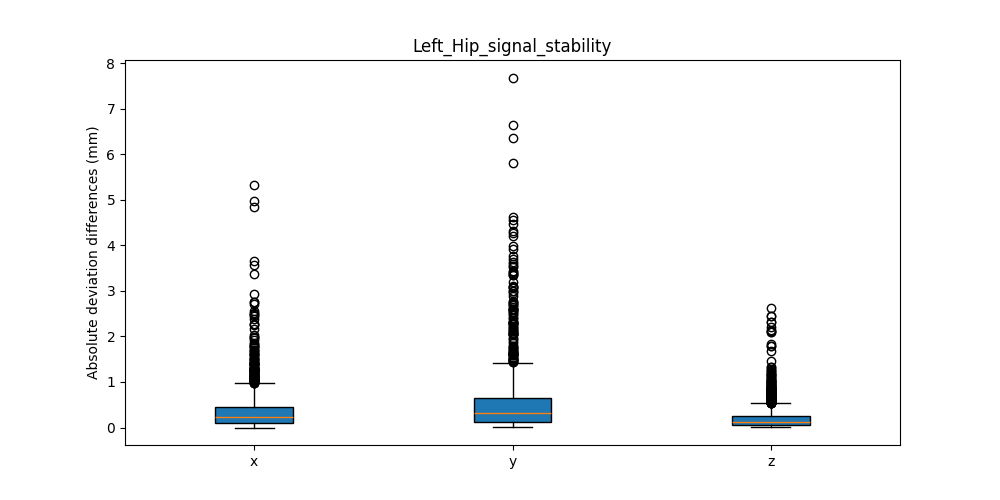 Left_Hip_signal_stability
Absolute deviation differences (mm)
8
7
6
5
4
3
2
1
0
x
y
z